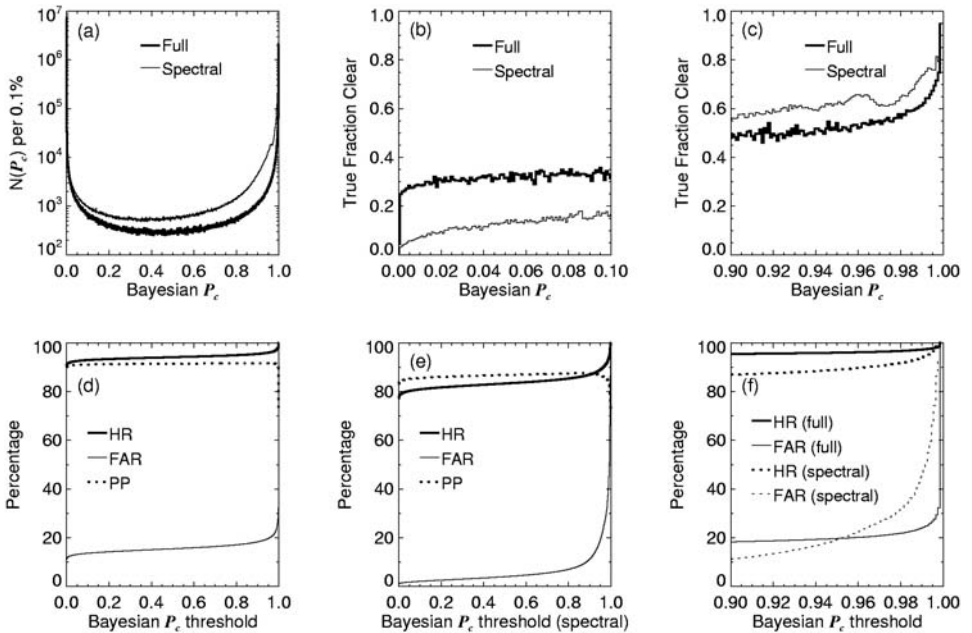 (a)
Full
Spectral
N(P_c) per 0.1%
10^7
10^6
10^5
10^4
10^3
10^2
0.0 0.2 0.4 0.6 0.8 1.0
Bayesian P_c
(b)
Full
Spectral
True Fraction Clear
1.0
0.8
0.6
0.4
0.2
0.0
0.00 0.02 0.04 0.06 0.08 0.10
Bayesian P_c
(c)
Full
Spectral
True Fraction Clear
1.0
0.8
0.6
0.4
0.2
0.0
0.90 0.92 0.94 0.96 0.98 1.00
Bayesian P_c
(d)
HR
FAR
PP
Percentage
100
80
60
40
20
0
0.0 0.2 0.4 0.6 0.8 1.0
Bayesian P_c threshold
(e)
HR
FAR
PP
Percentage
100
80
60
40
20
0
0.0 0.2 0.4 0.6 0.8 1.0
Bayesian P_c threshold (spectral)
(f)
HR (full)
FAR (full)
HR (spectral)
FAR (spectral)
Percentage
100
80
60
40
20
0
0.90 0.92 0.94 0.96 0.98 1.00
Bayesian P_c threshold